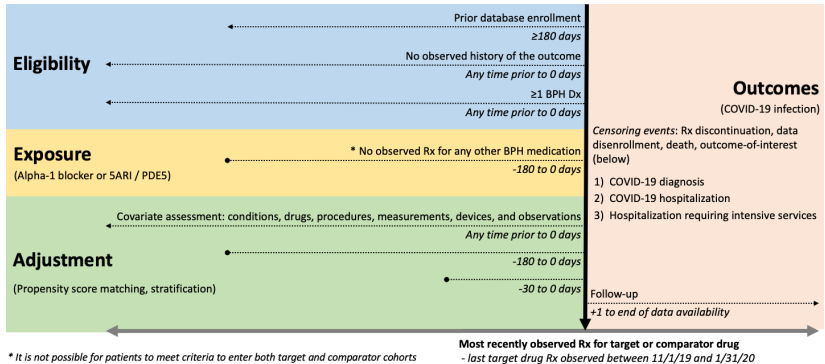 Prior database enrollment
≥180 days
Eligibility
No observed history of the outcome
Any time prior to 0 days
≥1 BPH Dx
Any time prior to 0 days
Exposure
(Alpha-1 blocker or 5ARI / PDE5)
* No observed Rx for any other BPH medication
-180 to 0 days
Covariate assessment: conditions, drugs, procedures, measurements, devices, and observations
Any time prior to 0 days
Adjustment
(Propensity score matching, stratification)
-180 to 0 days
-30 to 0 days
Outcomes
(COVID-19 infection)
Censoring events: Rx discontinuation, data
disenrollment, death, outcome-of-interest
(below)
1) COVID-19 diagnosis
2) COVID-19 hospitalization
3) Hospitalization requiring intensive services
Follow-up
+1 to end of data availability
Most recently observed Rx for target or comparator drug
- last target drug Rx observed between 11/1/19 and 1/31/20
* It is not possible for patients to meet criteria to enter both target and comparator cohorts